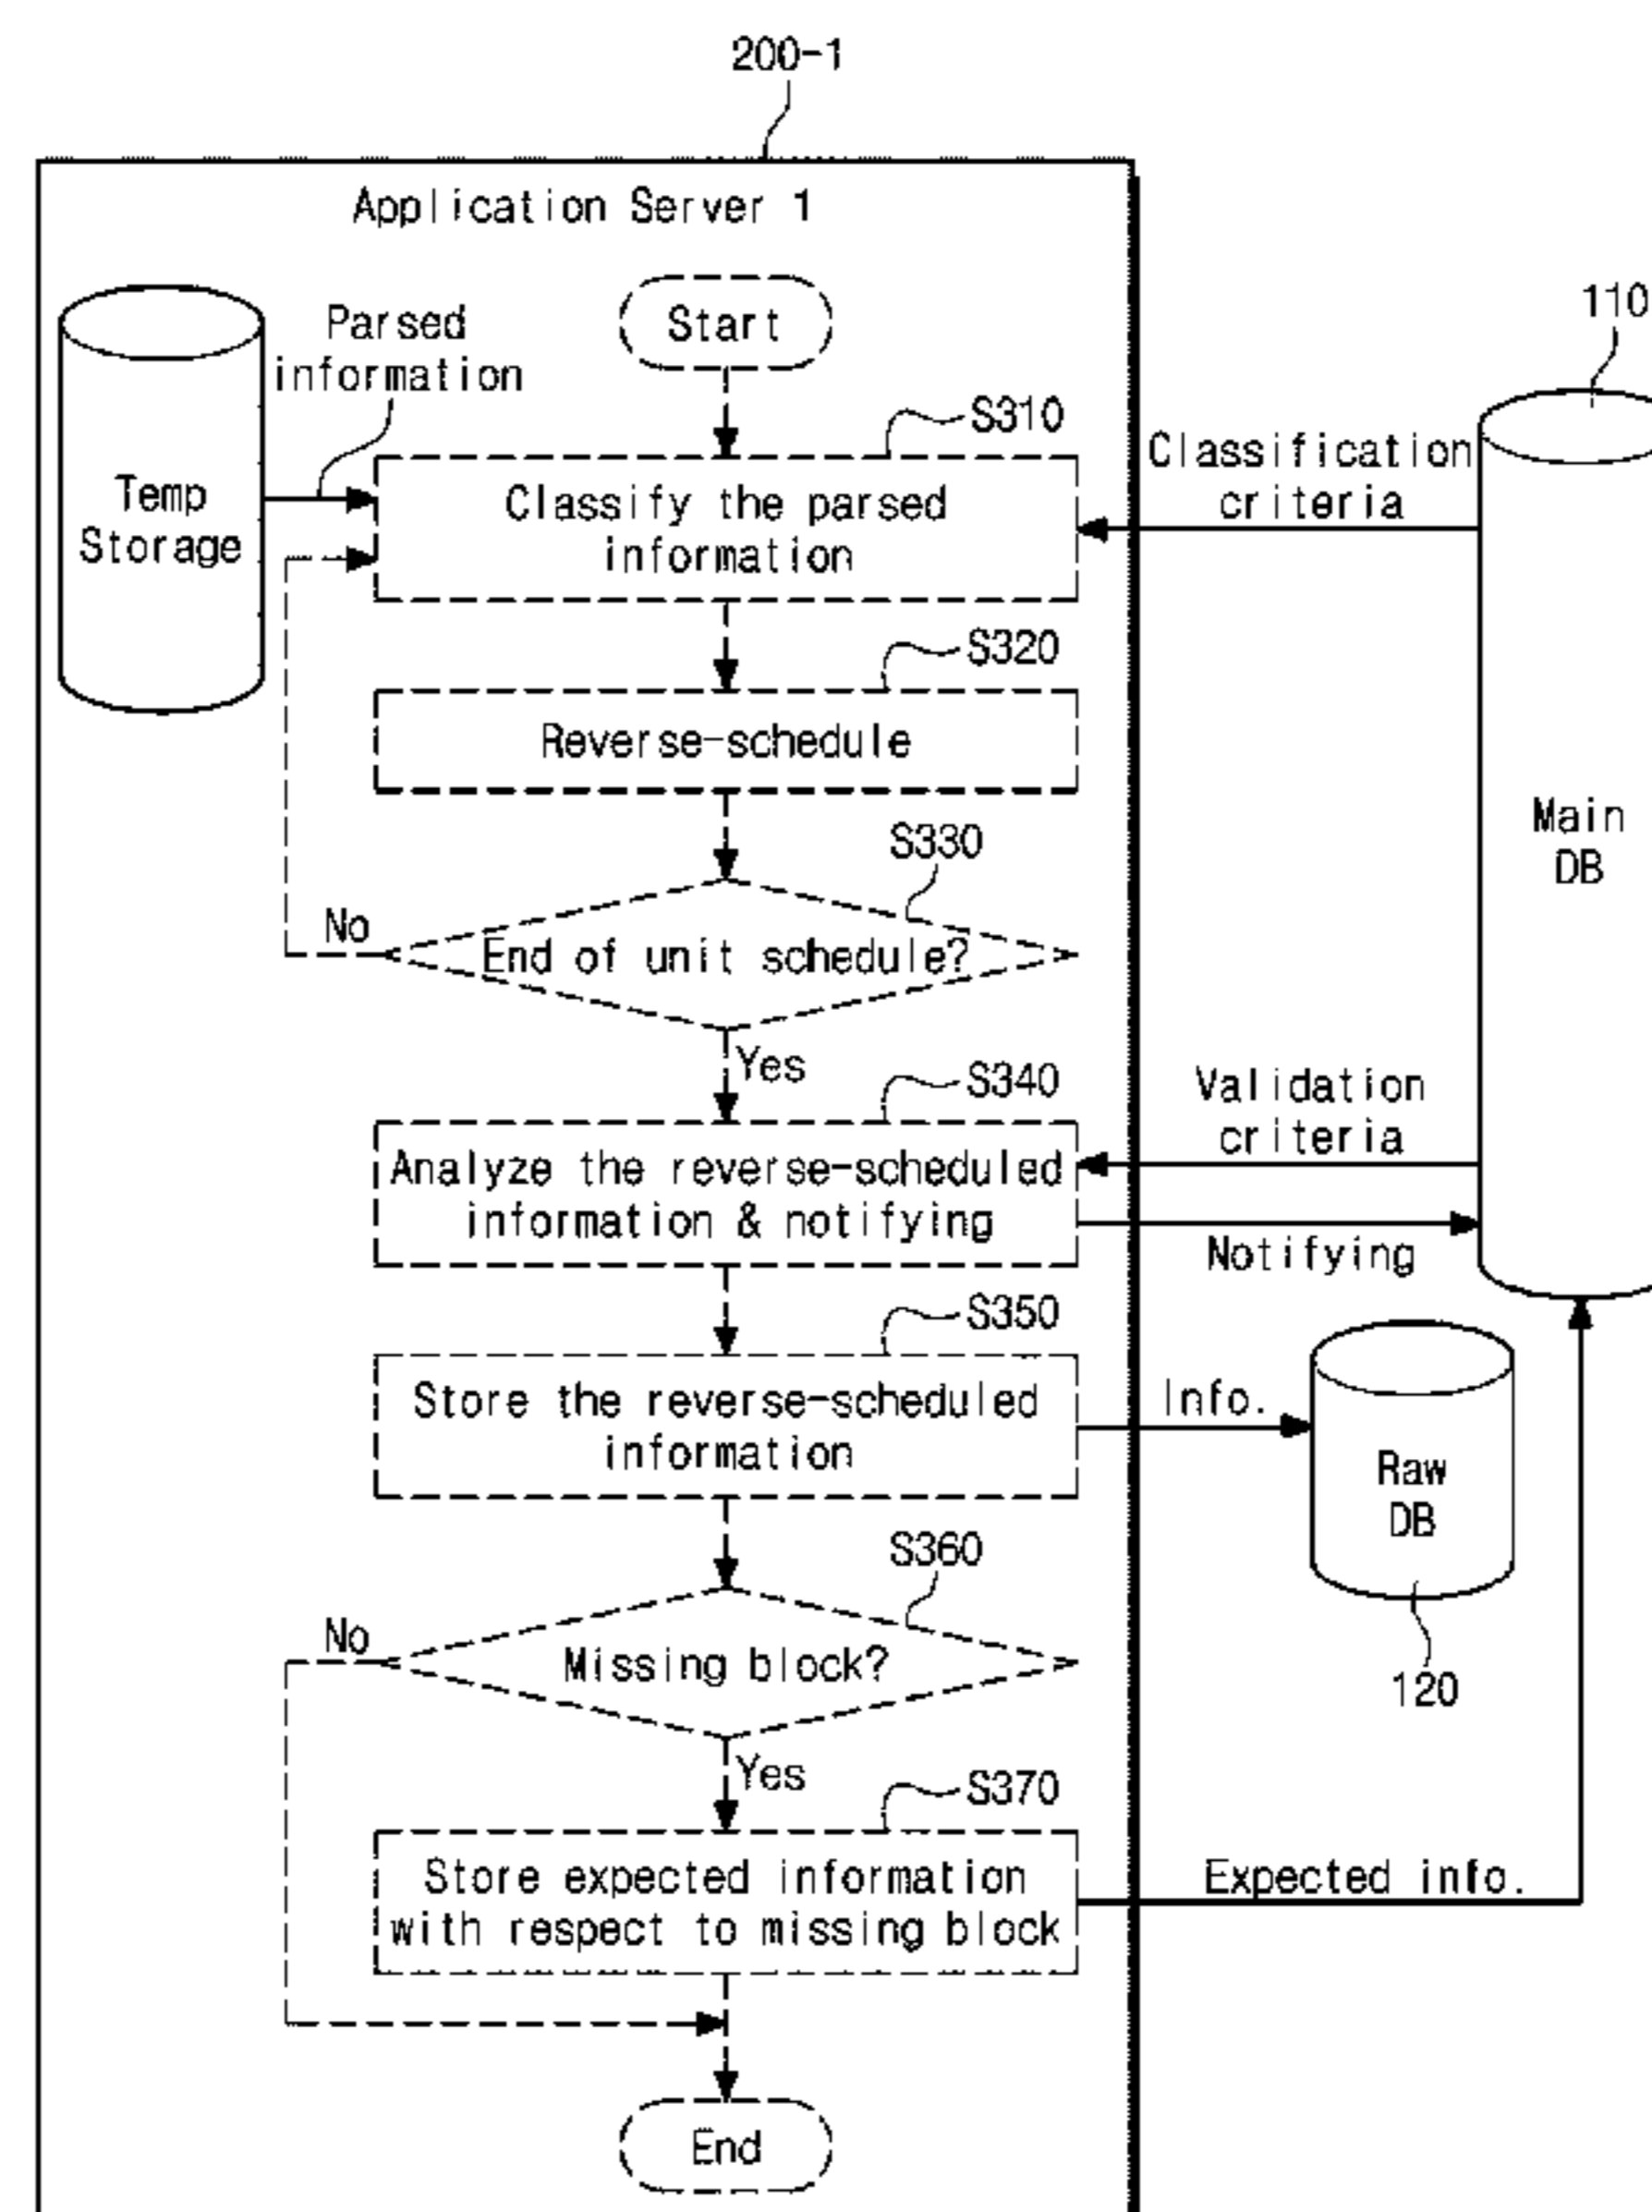 200-1
Application Server 1
110
Parsed
information
Start
S310
Classification
criteria
Temp
Storage
Classify the parsed
information
S320
Reverse-schedule
Main
DB
S330
No
End of unit schedule?
Yes
S340
Validation
criteria
Analyze the reverse-scheduled
information & notifying
Notifying
S350
Store the reverse-scheduled
information
Info.
Raw
DB
S360
No
Missing block?
120
Yes
S370
Store expected information
with respect to missing block
Expected info.
End